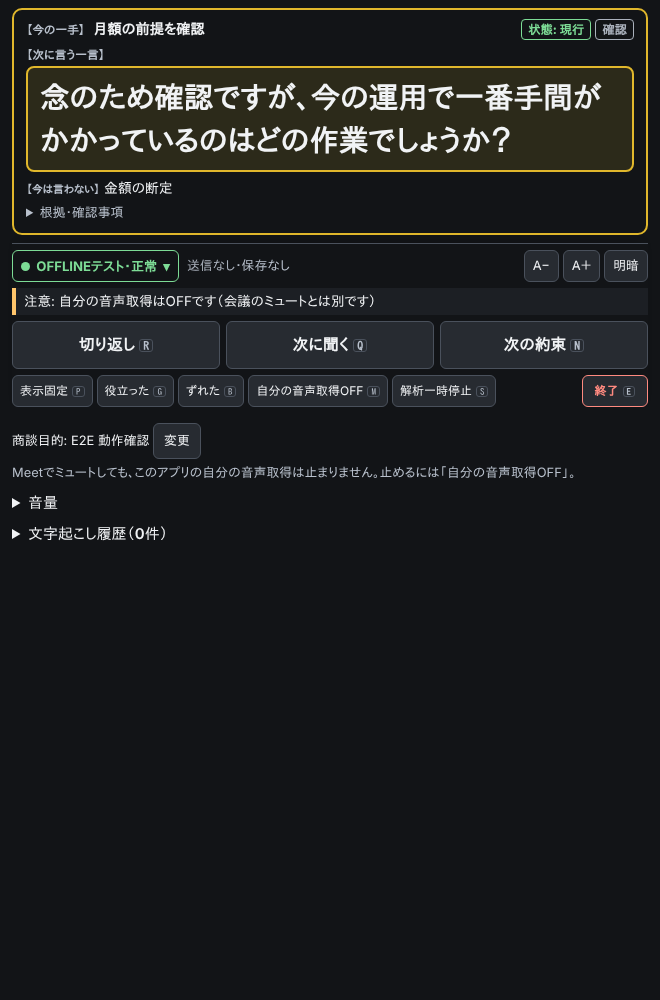 【今の一手】 月額の前提を確認 状態: 現行 確認
【次に言う一言】
念のため確認ですが、今の運用で一番手間が
かかっているのはどの作業でしょうか？
【今は言わない】 金額の断定
▶ 根拠・確認事項
● OFFLINEテスト・正常 ▼ 送信なし・保存なし A− A＋ 明暗
注意: 自分の音声取得はOFFです（会議のミュートとは別です）
切り返し R 次に聞く Q 次の約束 N
表示固定 P 役立った G ずれた B 自分の音声取得OFF M 解析一時停止 S 終了 E
商談目的: E2E 動作確認 変更
Meetでミュートしても、このアプリの自分の音声取得は止まりません。止めるには「自分の音声取得OFF」。
▶ 音量
▶ 文字起こし履歴（0件）